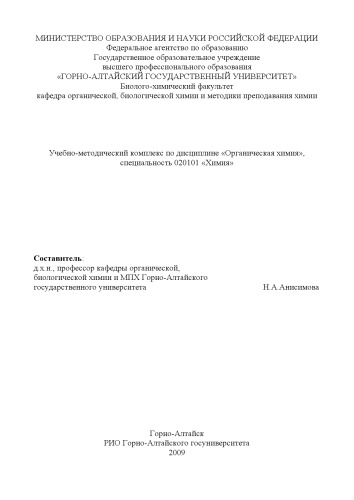 МИНИСТЕРСТВО ОБРАЗОВАНИЯ И НАУКИ РОССИЙСКОЙ ФЕДЕРАЦИИ
Федеральное агентство по образованию
Государственное образовательное учреждение
высшего профессионального образования
«ГОРНО-АЛТАЙСКИЙ ГОСУДАРСТВЕННЫЙ УНИВЕРСИТЕТ»
Биолого-химический факультет
кафедра органической, биологической химии и методики преподавания химии
Учебно-методический комплекс по дисциплине «Органическая химия»,
специальность 020101 «Химия»
Составитель:
д.х.н., профессор кафедры органической,
биологической химии и МПХ Горно-Алтайского
государственного университета Н.А.Анисимова
Горно-Алтайск
РИО Горно-Алтайского госуниверситета
2009